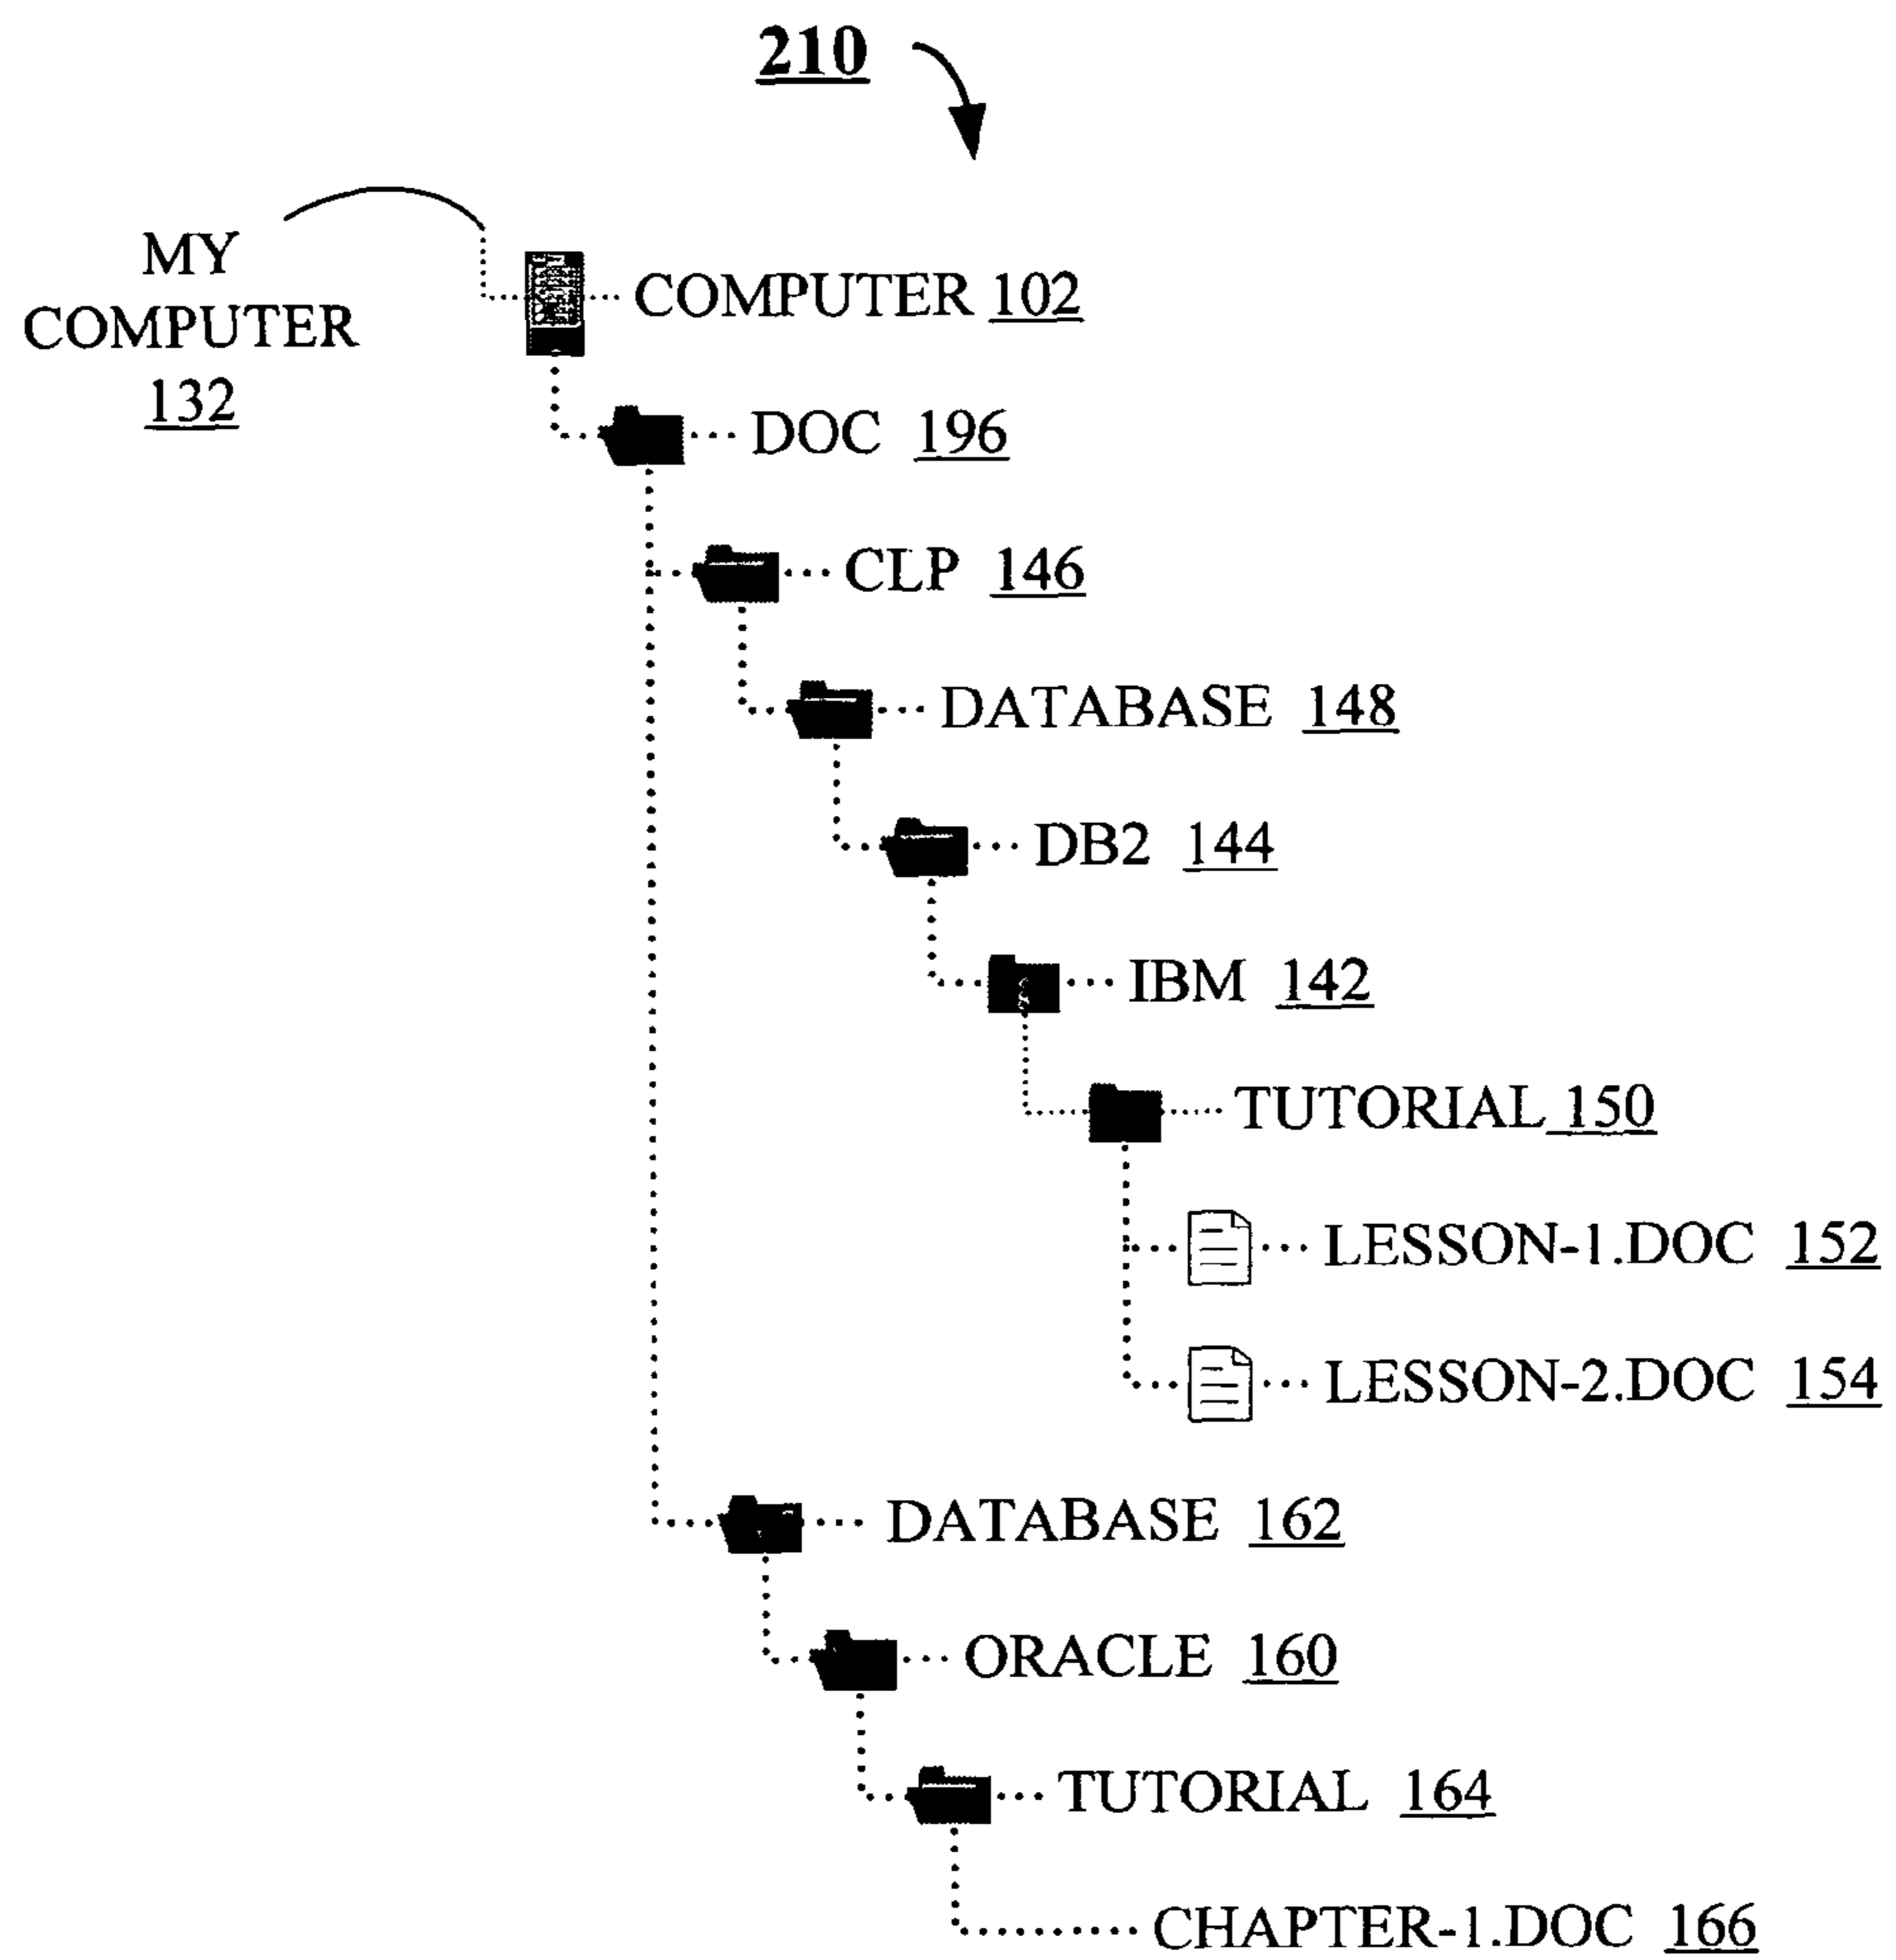 210
MY
COMPUTER
132
COMPUTER 102
DOC 196
CLP 146
DATABASE 148
DB2 144
IBM 142
TUTORIAL 150
LESSON-1.DOC 152
LESSON-2.DOC 154
DATABASE 162
ORACLE 160
TUTORIAL 164
CHAPTER-1.DOC 166